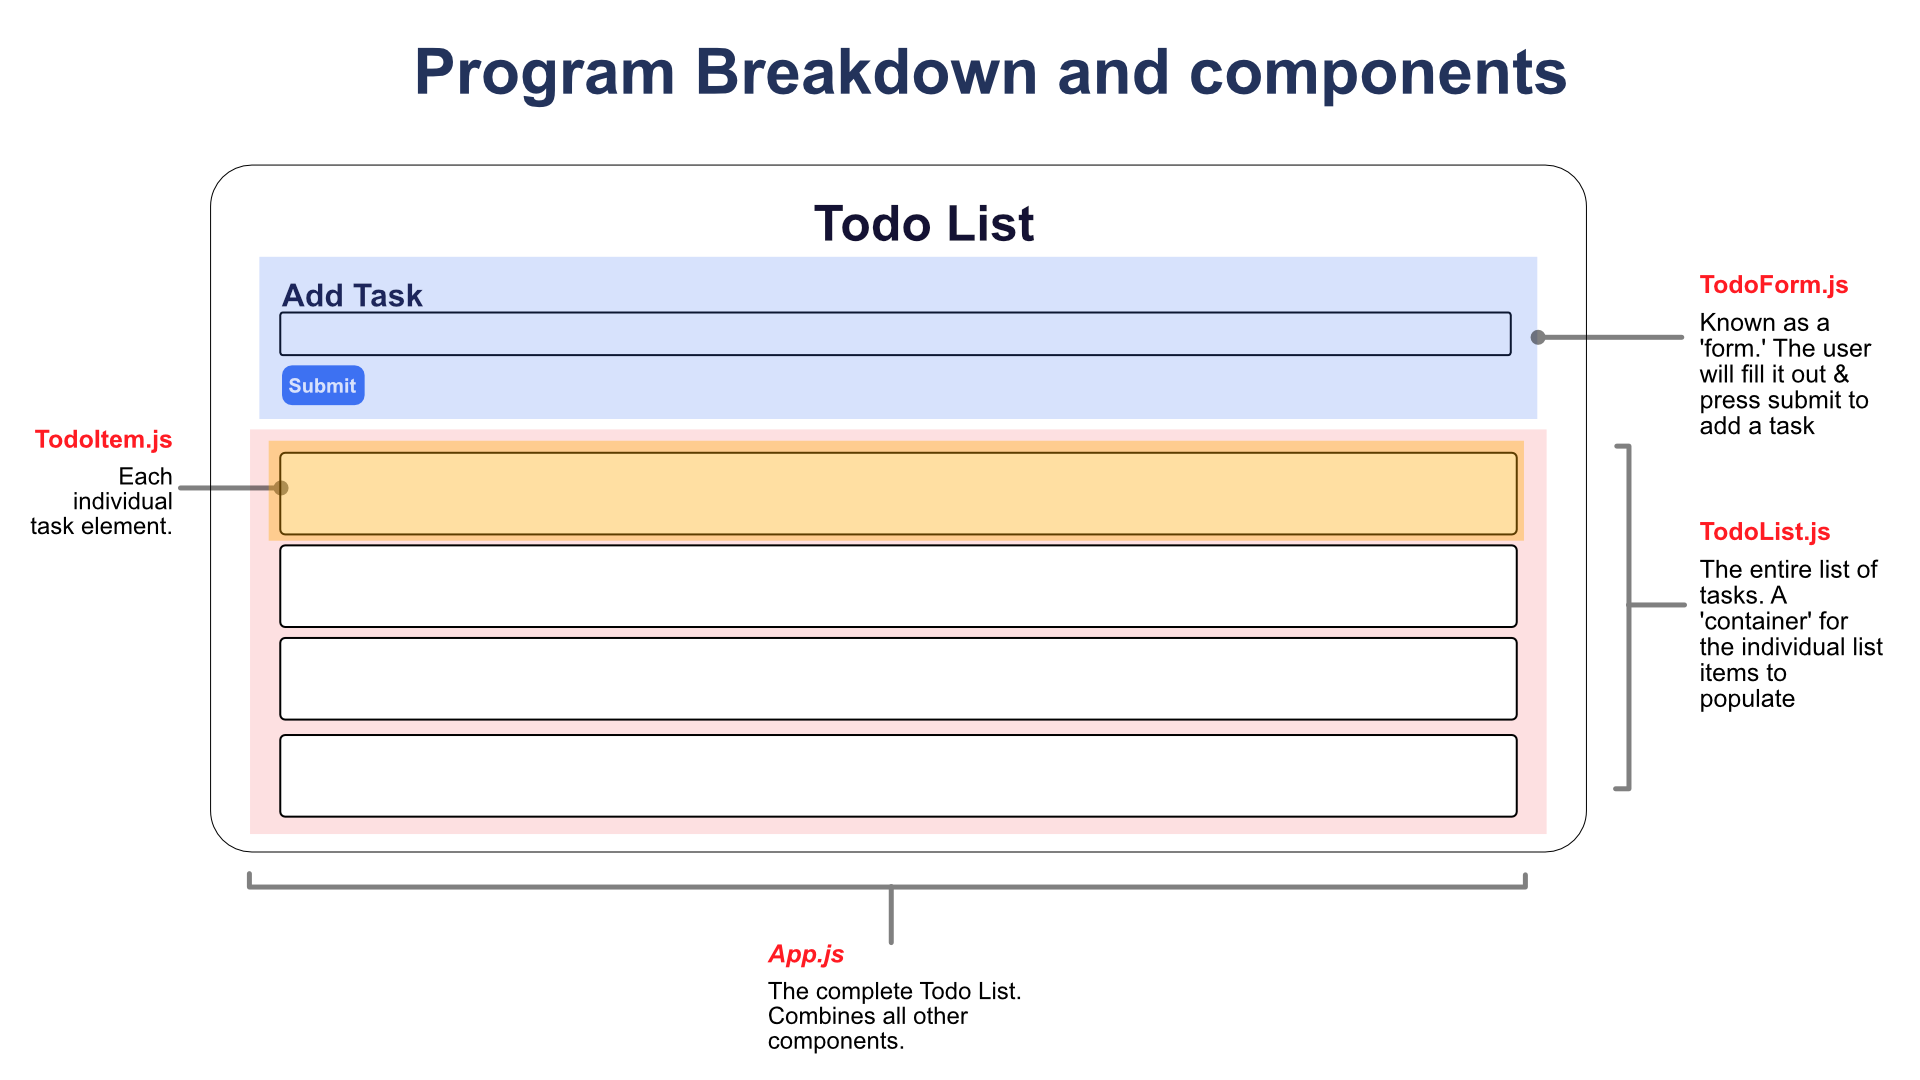 Program Breakdown and components
Todo List
Add Task
Submit
TodoForm.js
Known as a
'form.' The user
will fill it out &
press submit to
add a task
TodoItem.js
Each
individual
task element.
TodoList.js
The entire list of
tasks. A
'container' for
the individual list
items to
populate
App.js
The complete Todo List.
Combines all other
components.